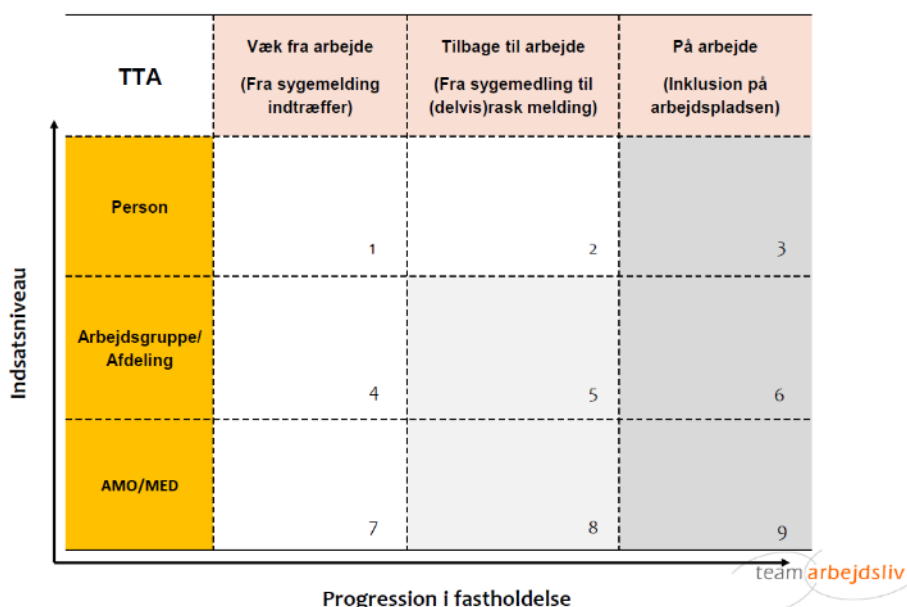 TTA
Væk fra arbejde
(Fra sygemelding
indtræffer)
Tilbage til arbejde
(Fra sygemedling til
(delvis)rask melding)
På arbejde
(Inklusion på
arbejdspladsen)
Indsatsniveau
Person
1
2
3
Arbejdsgruppe/
Afdeling
4
5
6
AMO/MED
7
8
9
team arbejdsliv
Progression i fastholdelse